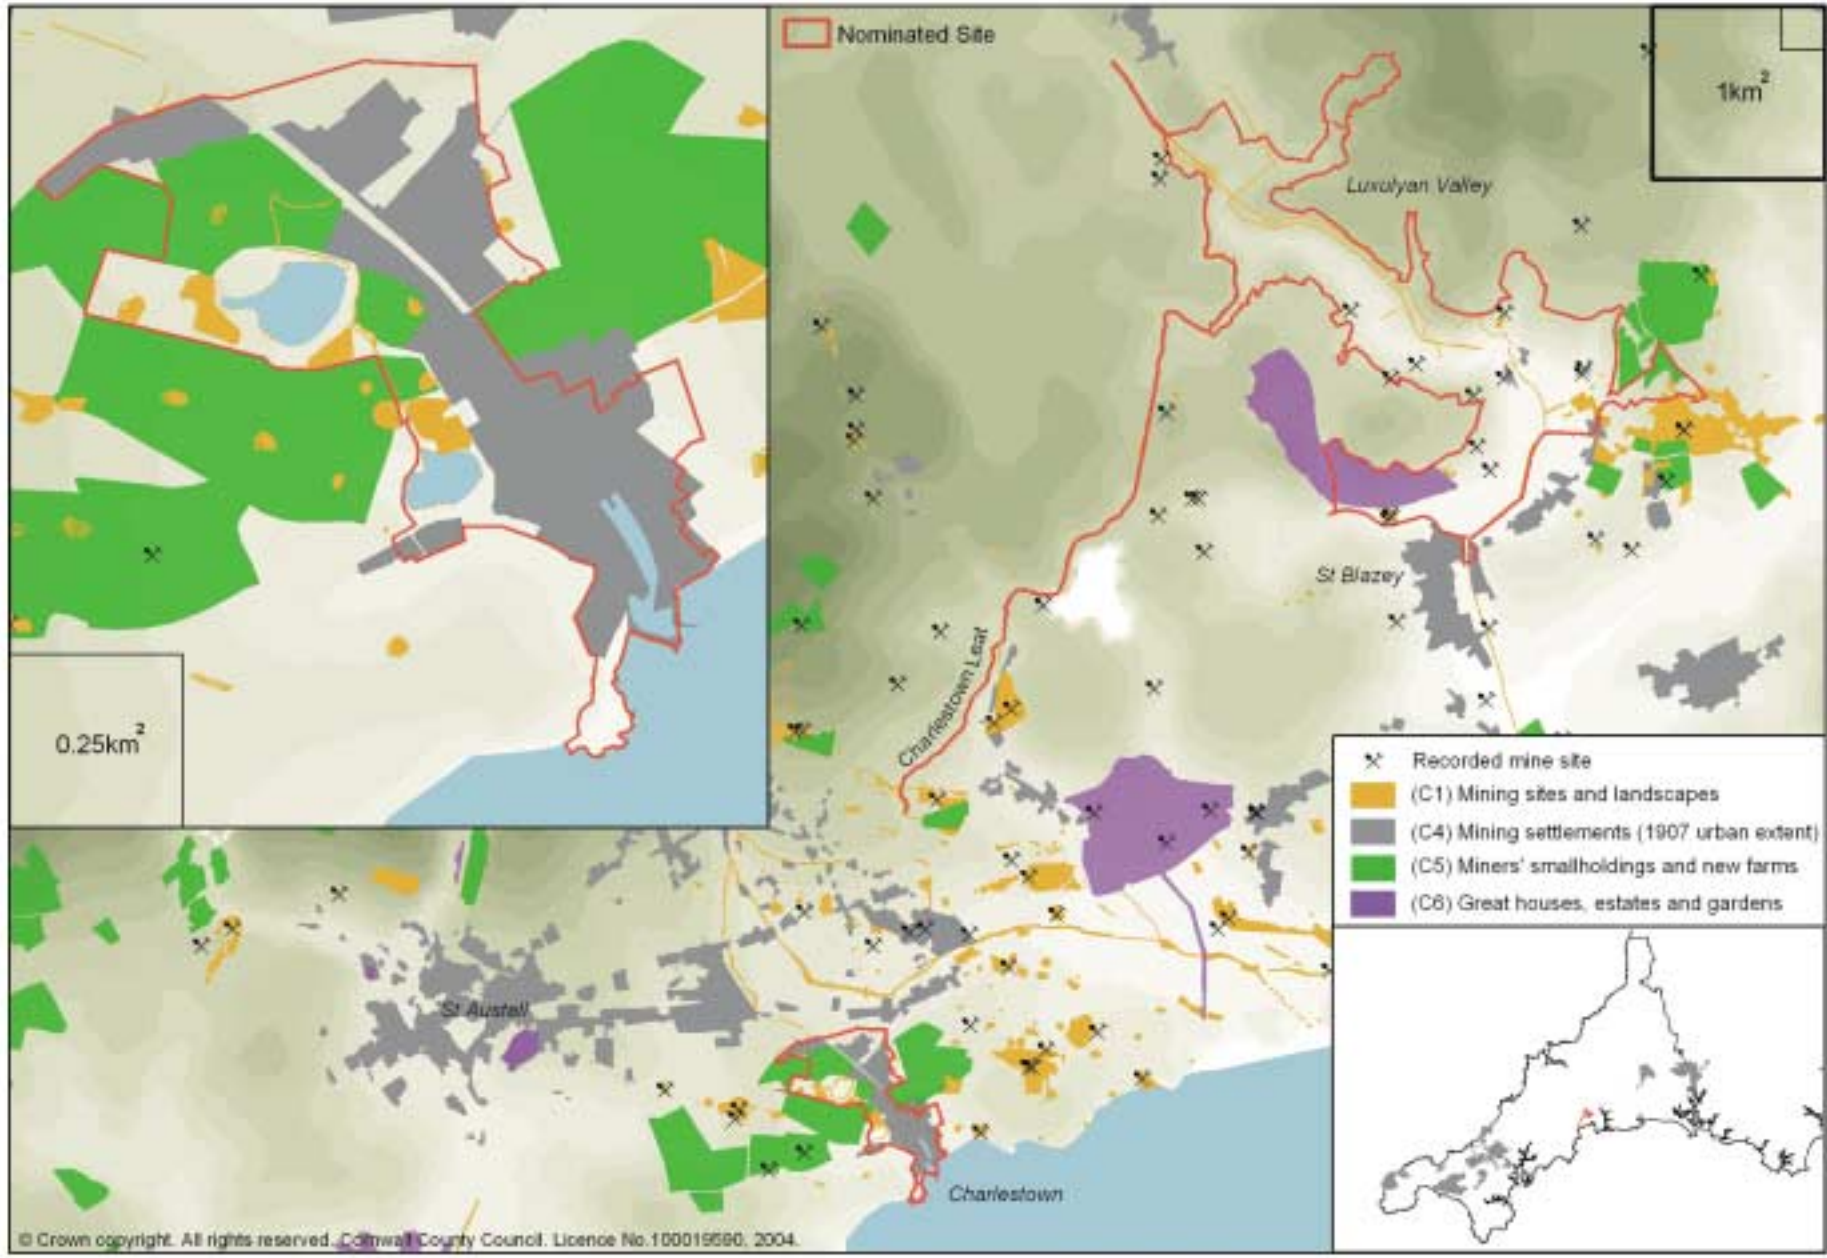 Nominated Site
1km²
Luxulyan Valley
0.25km²
St Blazey
Charlestown Leat
Recorded mine site
(C1) Mining sites and landscapes
(C4) Mining settlements (1907 urban extent)
(C5) Miners' smallholdings and new farms
(C6) Great houses, estates and gardens
St Austell
Charlestown
© Crown copyright. All rights reserved. Cornwall County Council. Licence No.100019590, 2004.